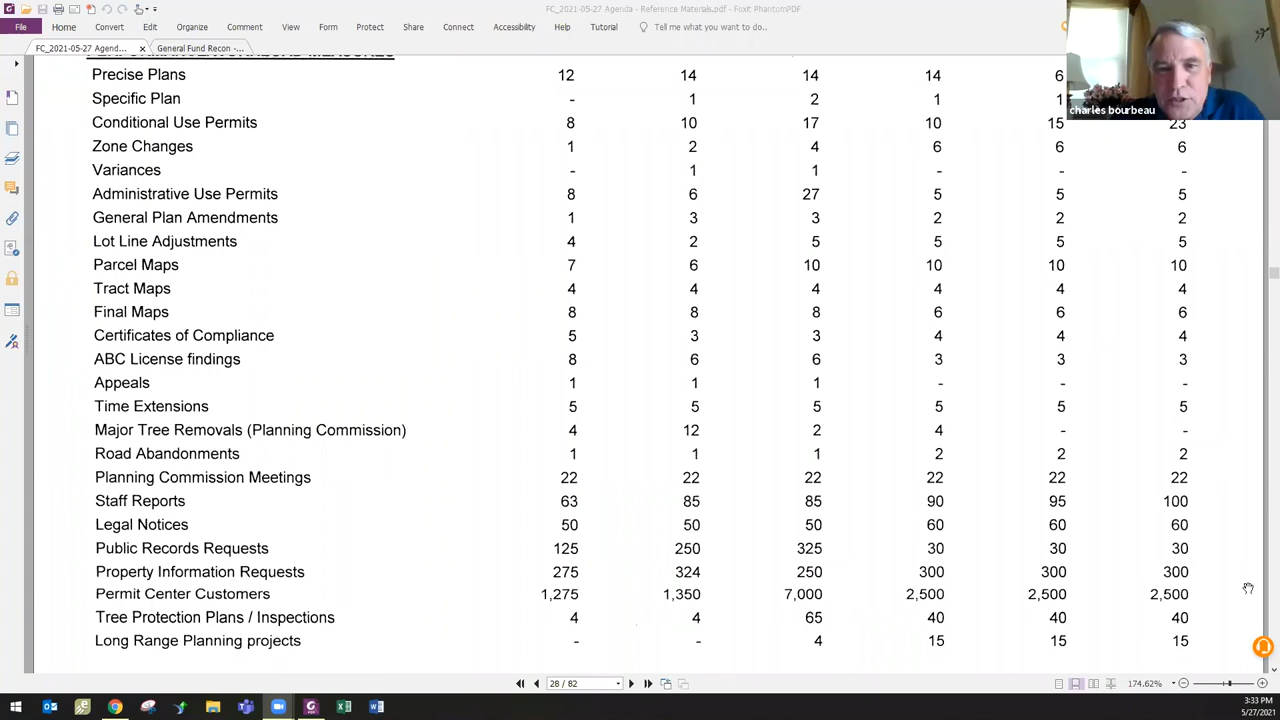 FC_2021-05-27 Agenda - Reference Materials.pdf - Foxit PhantomPDF
File Home Convert Edit Organize Comment View Form Protect Share Connect Accessibility Help Tutorial Tell me what you want to do..
FC_2021-05-27 Agend... General Fund Recon -...
Precise Plans 12 14 14 14 6
Specific Plan - 1 2 1 1
charles bourbeau
Conditional Use Permits 8 10 17 10 15 23
Zone Changes 1 2 4 6 6 6
Variances - 1 1 - - -
Administrative Use Permits 8 6 27 5 5 5
General Plan Amendments 1 3 3 2 2 2
Lot Line Adjustments 4 2 5 5 5 5
Parcel Maps 7 6 10 10 10 10
Tract Maps 4 4 4 4 4 4
Final Maps 8 8 8 6 6 6
Certificates of Compliance 5 3 3 4 4 4
ABC License findings 8 6 6 3 3 3
Appeals 1 1 1 - - -
Time Extensions 5 5 5 5 5 5
Major Tree Removals (Planning Commission) 4 12 2 4 - -
Road Abandonments 1 1 1 2 2 2
Planning Commission Meetings 22 22 22 22 22 22
Staff Reports 63 85 85 90 95 100
Legal Notices 50 50 50 60 60 60
Public Records Requests 125 250 325 30 30 30
Property Information Requests 275 324 250 300 300 300
Permit Center Customers 1,275 1,350 7,000 2,500 2,500 2,500
Tree Protection Plans / Inspections 4 4 65 40 40 40
Long Range Planning projects - - 4 15 15 15
28 / 82 174.62%
3:33 PM
5/27/2021